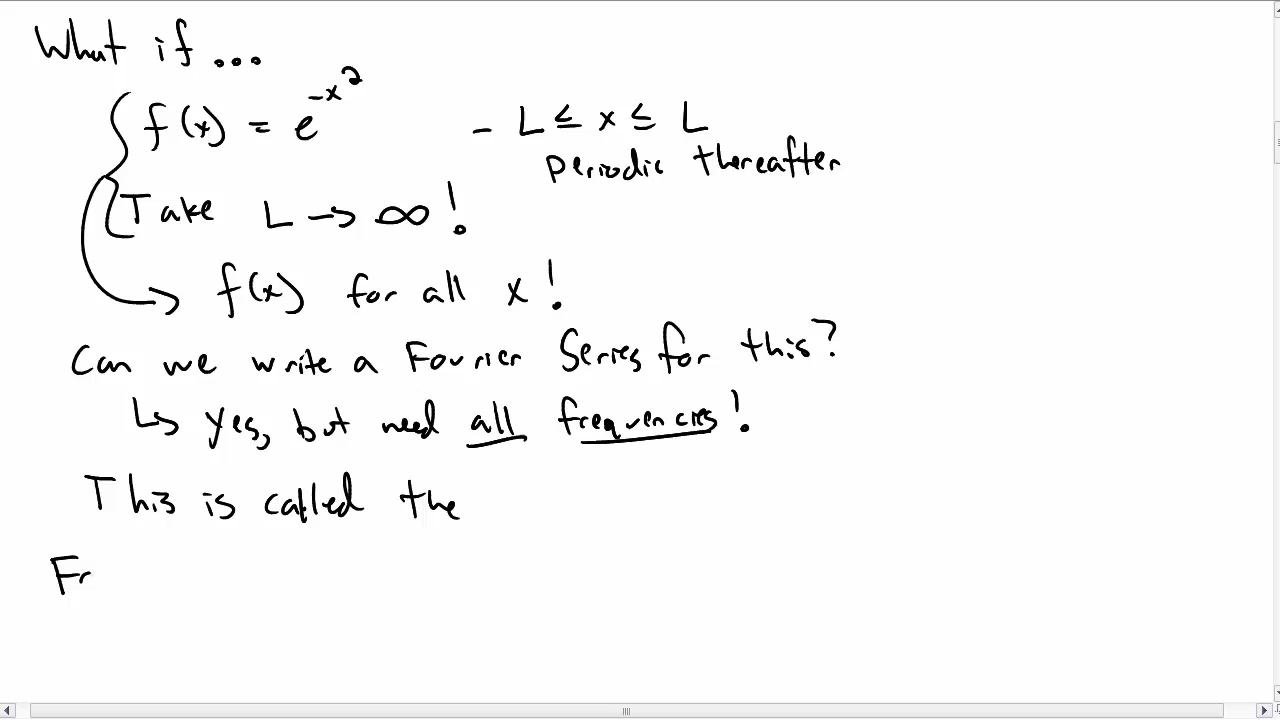 What if ...
f(x) = e^{-x^2} - L ≤ x ≤ L
periodic thereafter
Take L → ∞ !
f(x) for all x !
Can we write a Fourier Series for this?
↳ yes, but need all frequencies!
This is called the
Fr